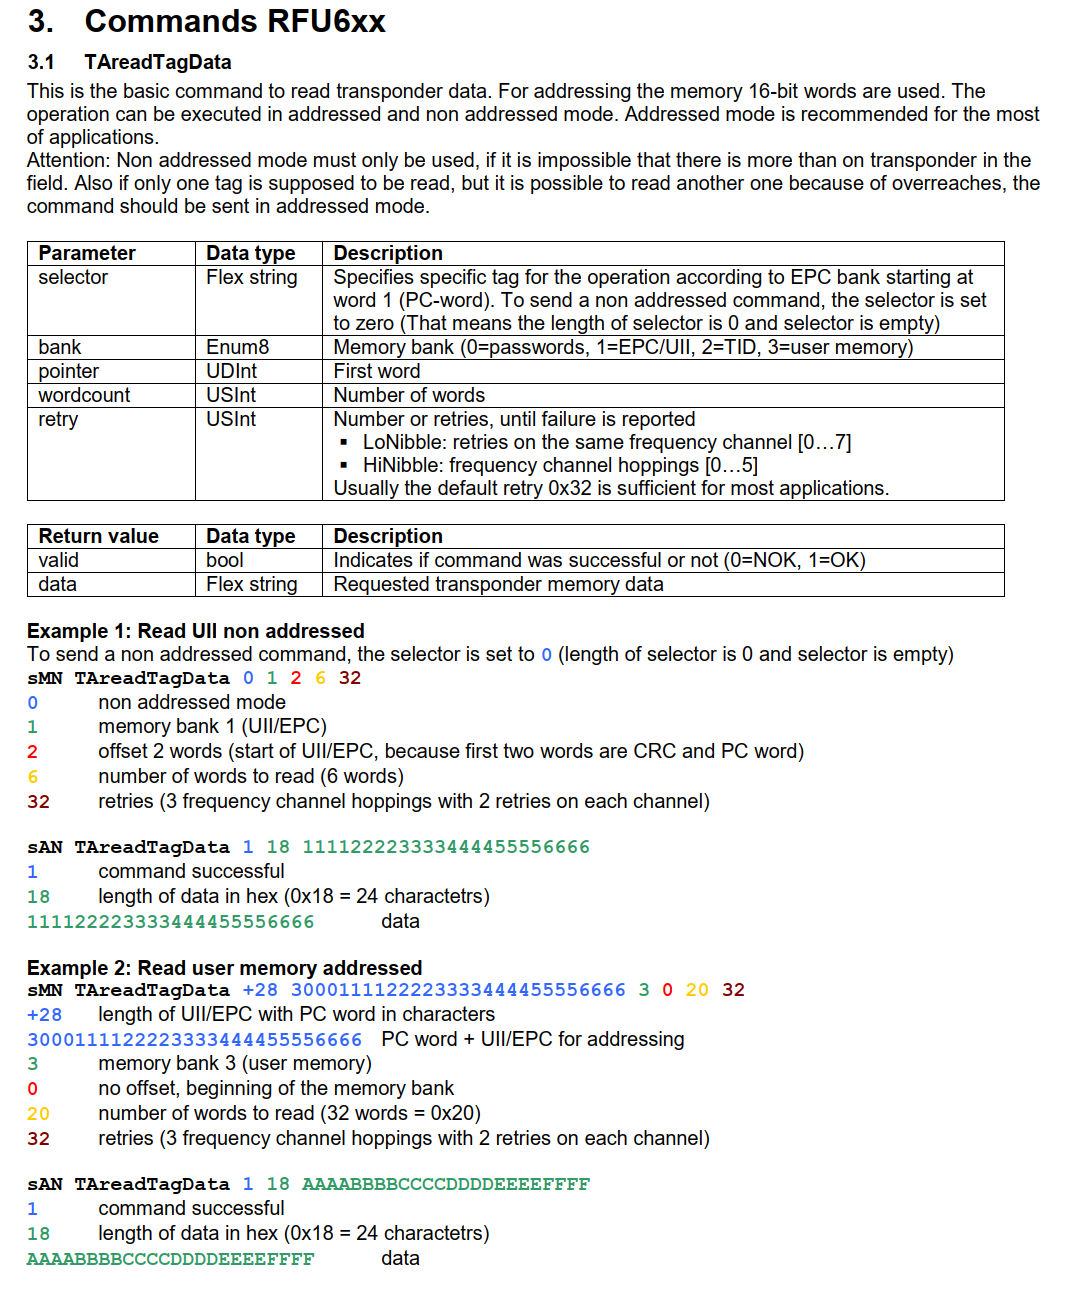 3. Commands RFU6xx
3.1 TAreadTagData
This is the basic command to read transponder data. For addressing the memory 16-bit words are used. The
operation can be executed in addressed and non addressed mode. Addressed mode is recommended for the most
of applications.
Attention: Non addressed mode must only be used, if it is impossible that there is more than on transponder in the
field. Also if only one tag is supposed to be read, but it is possible to read another one because of overreaches, the
command should be sent in addressed mode.
Parameter Data type Description
selector Flex string Specifies specific tag for the operation according to EPC bank starting at
word 1 (PC-word). To send a non addressed command, the selector is set
to zero (That means the length of selector is 0 and selector is empty)
bank Enum8 Memory bank (0=passwords, 1=EPC/UII, 2=TID, 3=user memory)
pointer UDInt First word
wordcount USInt Number of words
retry USInt Number or retries, until failure is reported
▪ LoNibble: retries on the same frequency channel [0…7]
▪ HiNibble: frequency channel hoppings [0…5]
Usually the default retry 0x32 is sufficient for most applications.
Return value Data type Description
valid bool Indicates if command was successful or not (0=NOK, 1=OK)
data Flex string Requested transponder memory data
Example 1: Read UII non addressed
To send a non addressed command, the selector is set to 0 (length of selector is 0 and selector is empty)
sMN TAreadTagData 0 1 2 6 32
0 non addressed mode
1 memory bank 1 (UII/EPC)
2 offset 2 words (start of UII/EPC, because first two words are CRC and PC word)
6 number of words to read (6 words)
32 retries (3 frequency channel hoppings with 2 retries on each channel)
sAN TAreadTagData 1 18 111122223333444455556666
1 command successful
18 length of data in hex (0x18 = 24 charactetrs)
111122223333444455556666 data
Example 2: Read user memory addressed
sMN TAreadTagData +28 3000111122223333444455556666 3 0 20 32
+28 length of UII/EPC with PC word in characters
3000111122223333444455556666 PC word + UII/EPC for addressing
3 memory bank 3 (user memory)
0 no offset, beginning of the memory bank
20 number of words to read (32 words = 0x20)
32 retries (3 frequency channel hoppings with 2 retries on each channel)
sAN TAreadTagData 1 18 AAAABBBBCCCCDDDDEEEEFFFF
1 command successful
18 length of data in hex (0x18 = 24 charactetrs)
AAAABBBBCCCCDDDDEEEEFFFF data